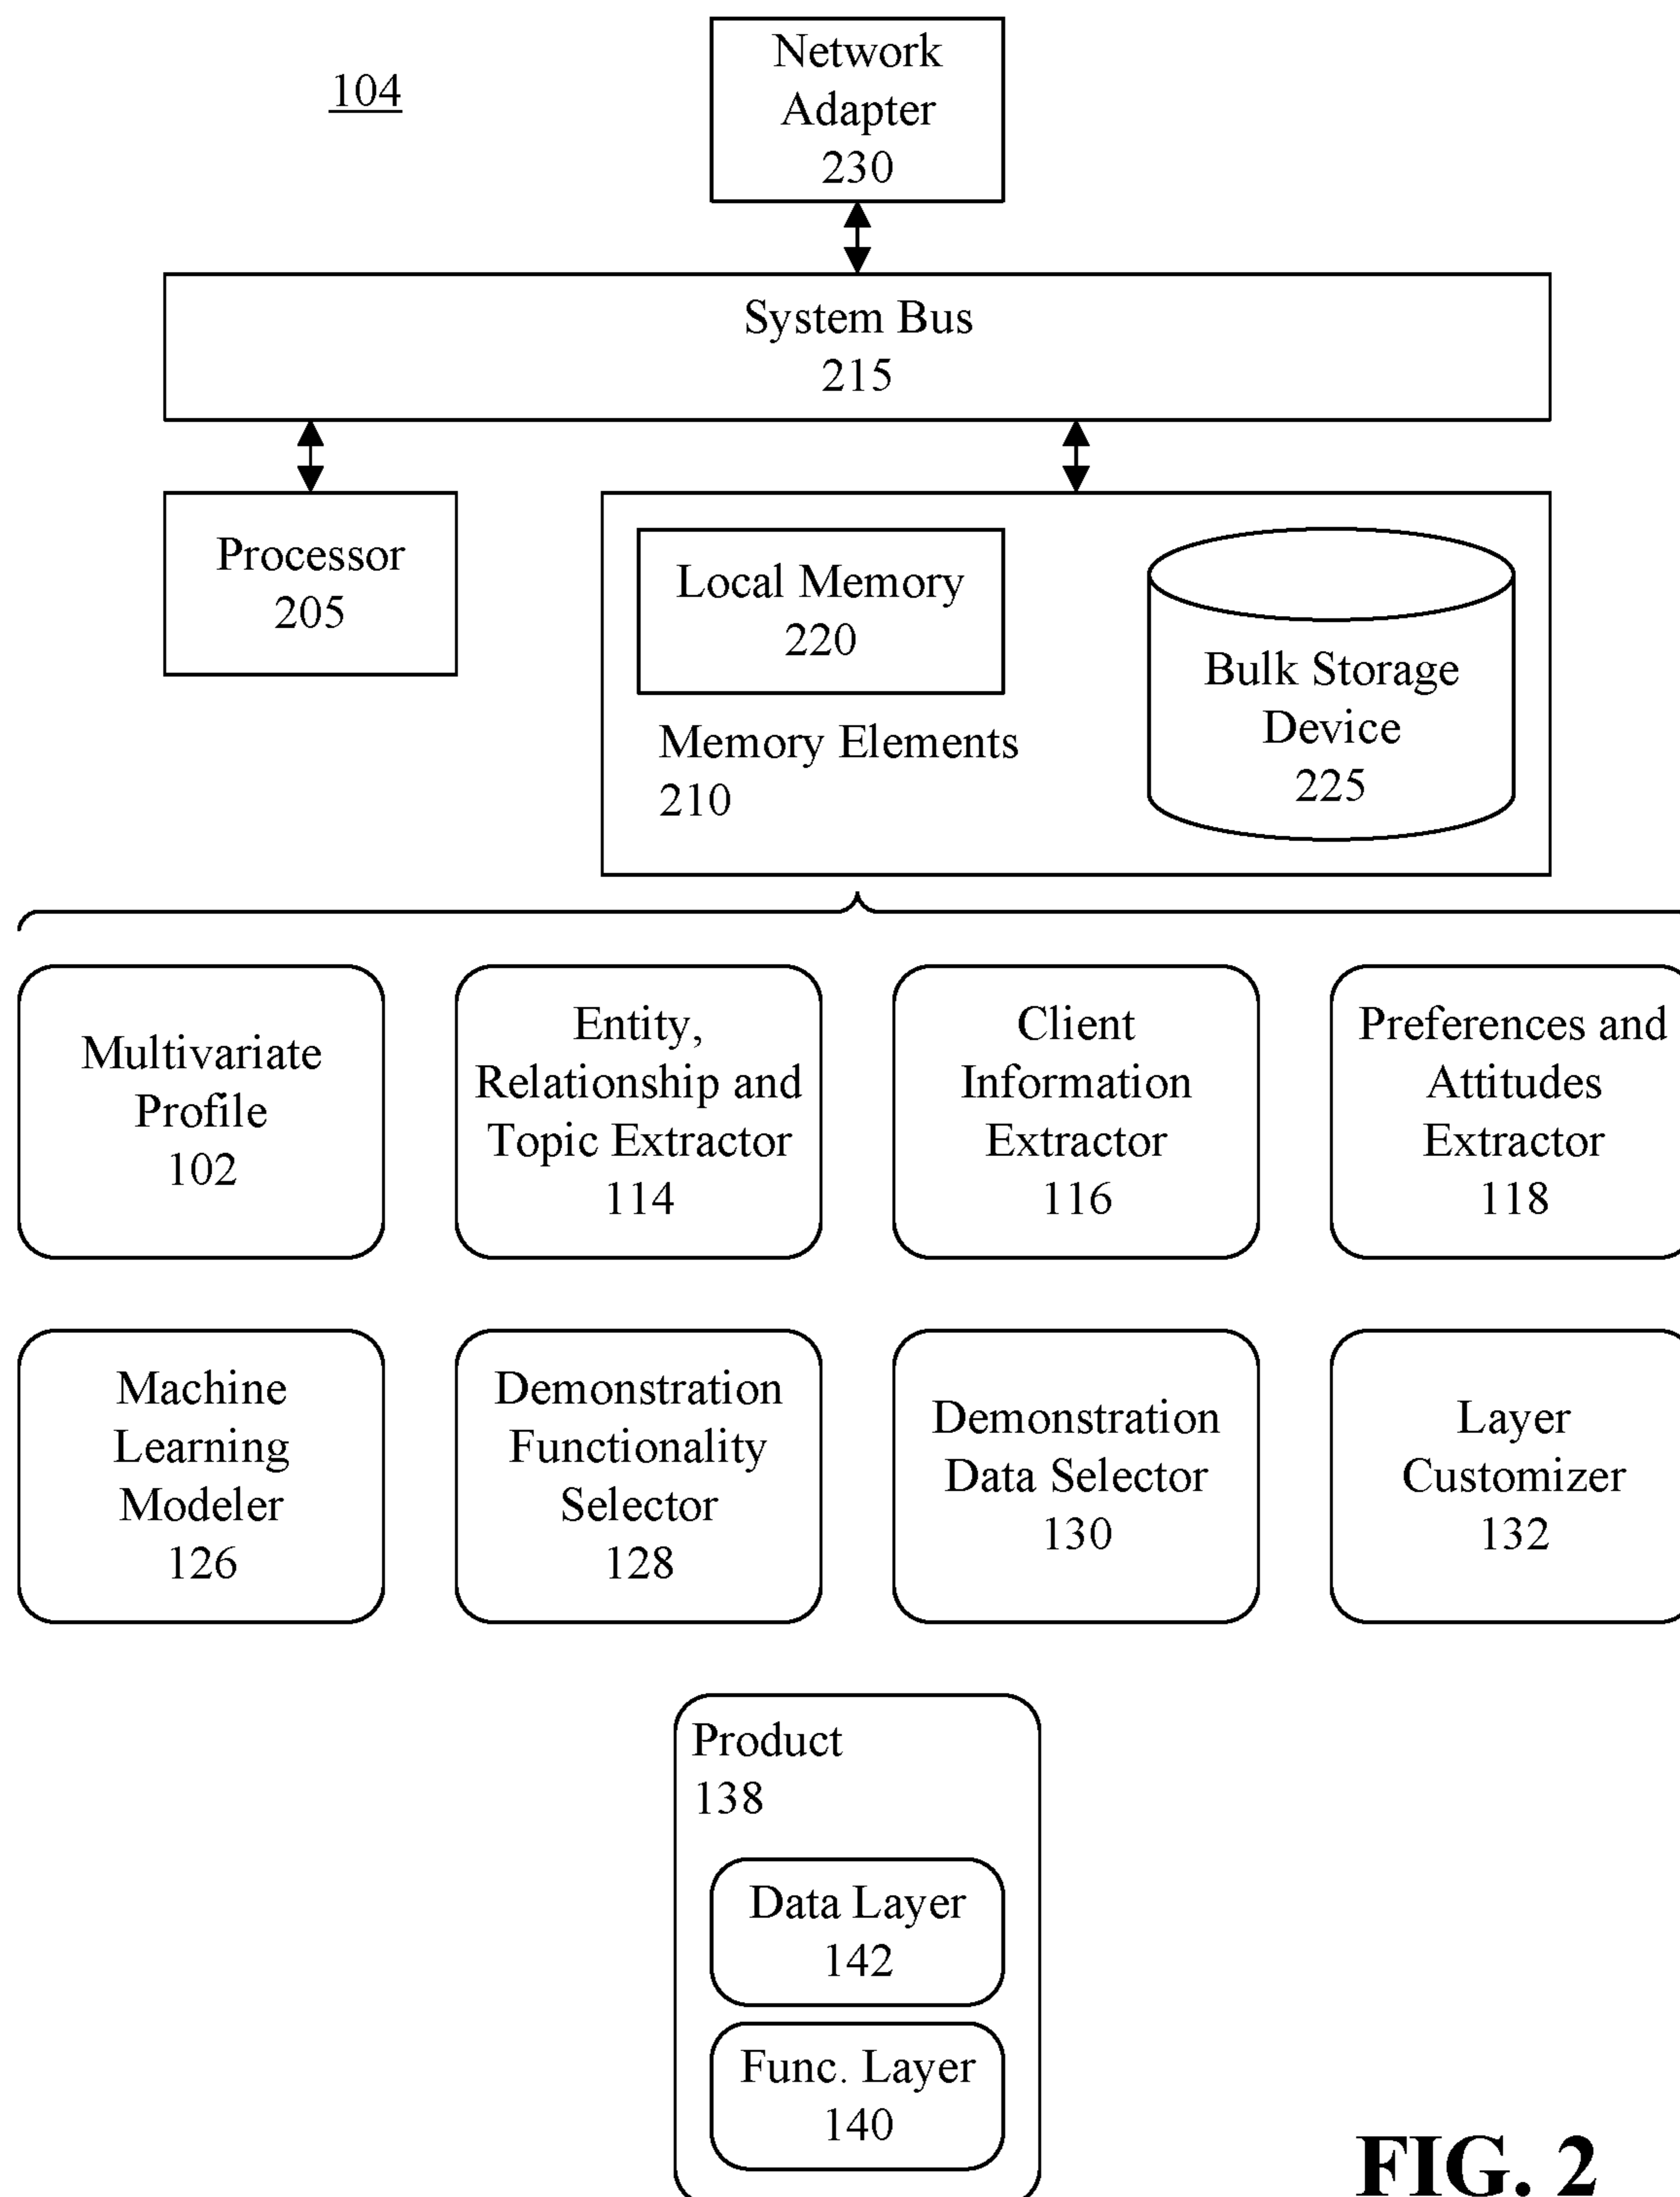 104
Network
Adapter
230
System Bus
215
Processor
205
Local Memory
220
Memory Elements
210
Bulk Storage
Device
225
Multivariate
Profile
102
Entity,
Relationship and
Topic Extractor
114
Client
Information
Extractor
116
Preferences and
Attitudes
Extractor
118
Machine
Learning
Modeler
126
Demonstration
Functionality
Selector
128
Demonstration
Data Selector
130
Layer
Customizer
132
Product
138
Data Layer
142
Func. Layer
140
FIG. 2